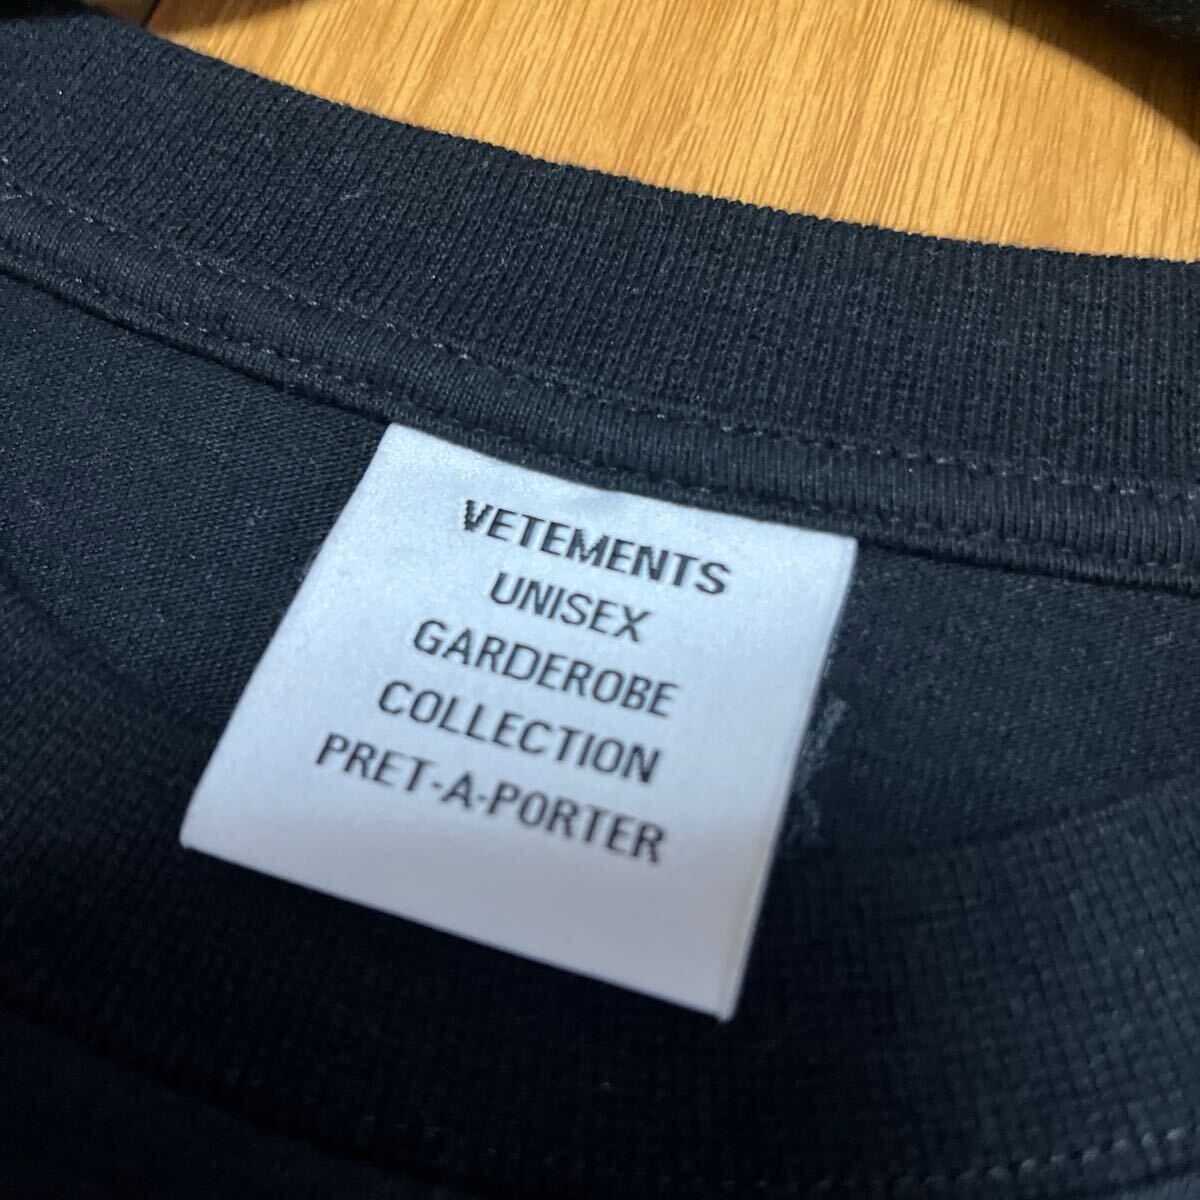 VETEMENTS
UNISEX
GARDEROBE
COLLECTION
PRET-A-PORTER